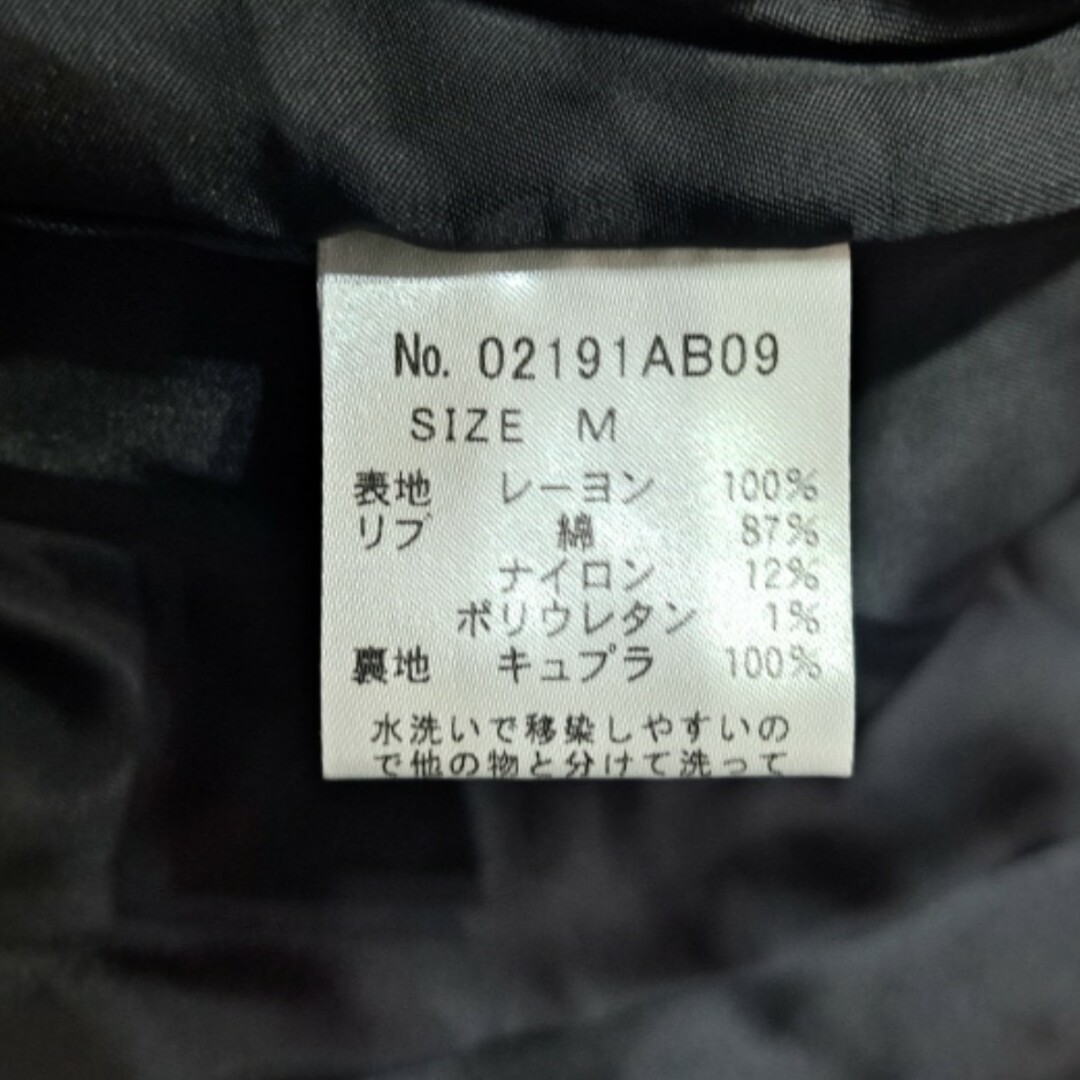 No. 02191AB09
SIZE M
表地 レーヨン 100%
リブ 綿 87%
ナイロン 12%
ポリウレタン 1%
裏地 キュプラ 100%
水洗いで移染しやすいの
で他の物と分けて洗って